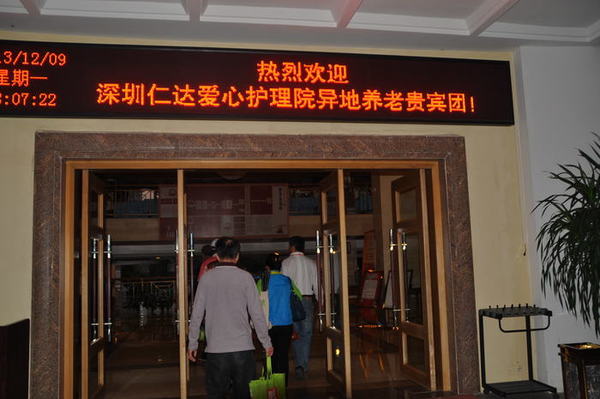 13/12/09
星期一
:07:22
热烈欢迎
深圳仁达爱心护理院异地养老贵宾团!